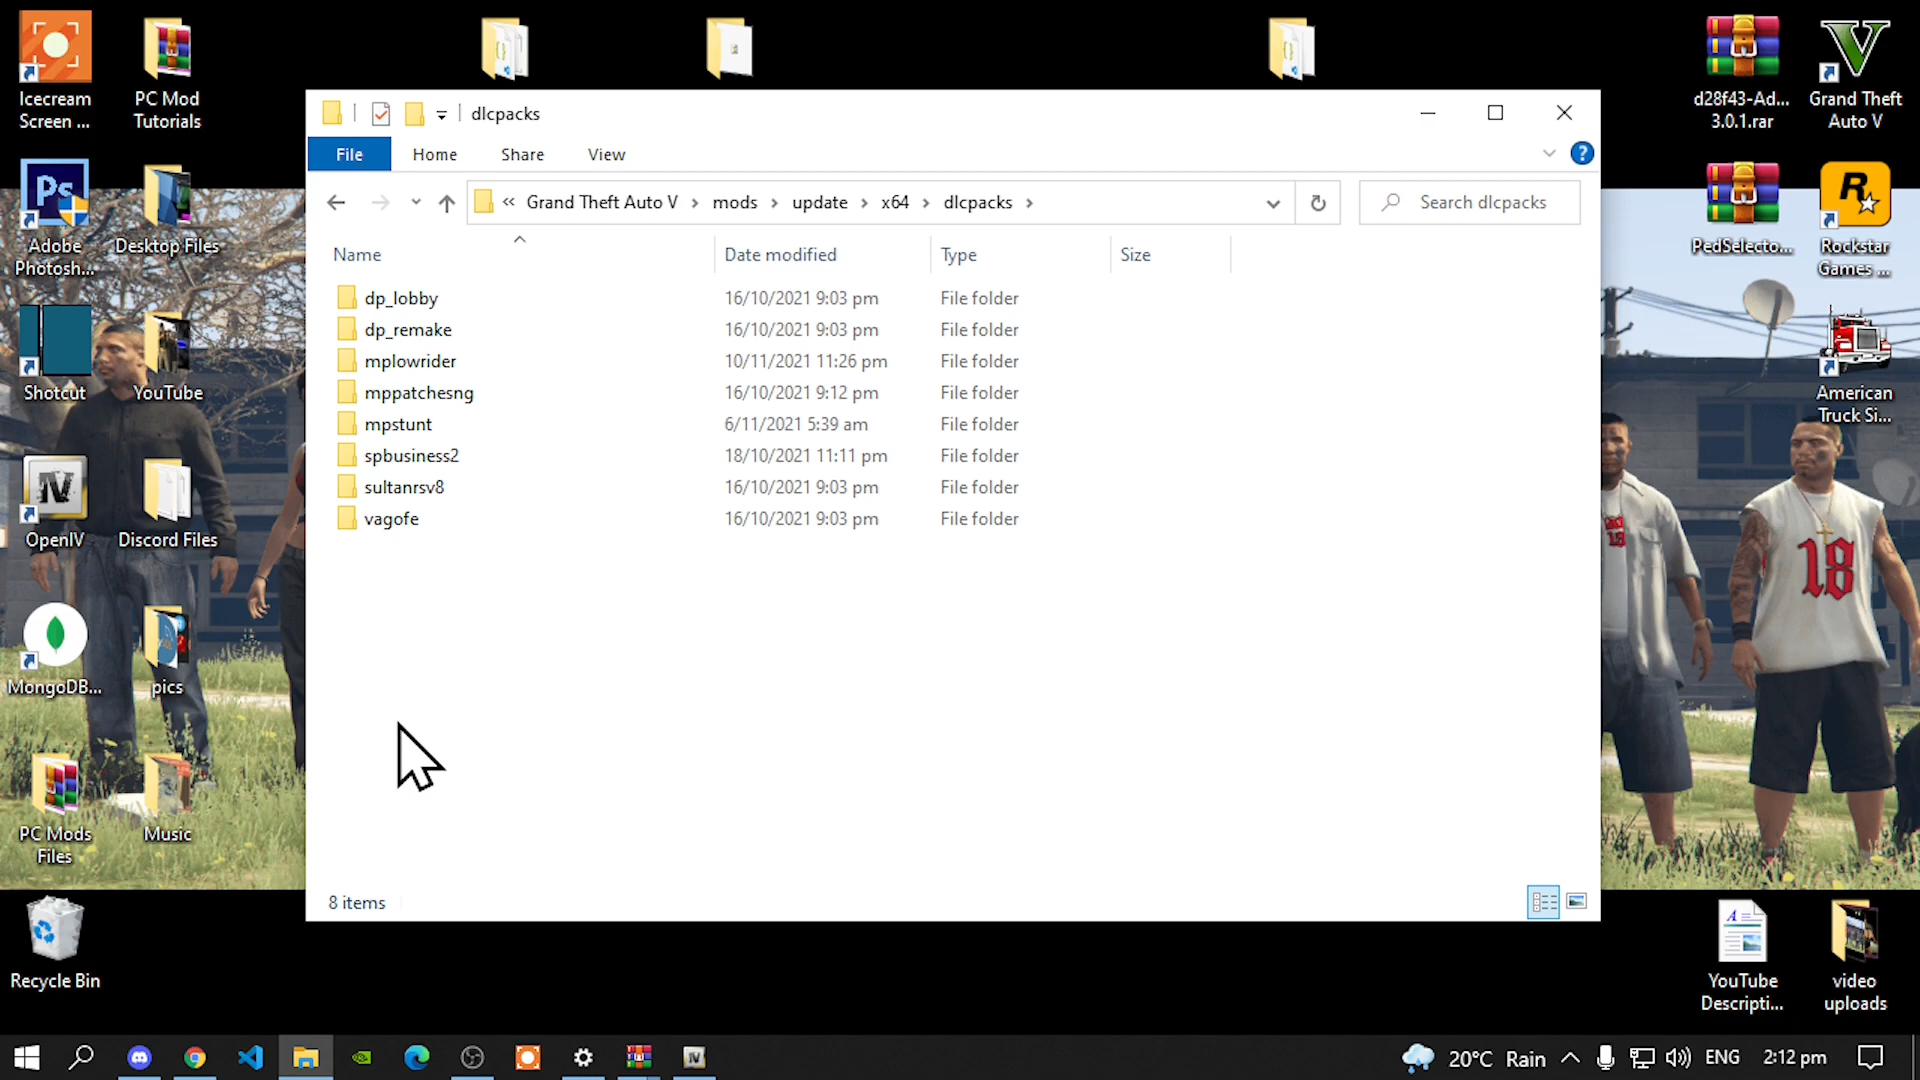 Icecream
Screen ...
PC Mod
Tutorials
d28f43-Ad...
3.0.1.rar
Grand Theft
Auto V
dlcpacks
File
Home
Share
View
?
« Grand Theft Auto V › mods › update › x64 › dlcpacks ›
Search dlcpacks
Name
Date modified
Type
Size
dp_lobby 16/10/2021 9:03 pm File folder
dp_remake 16/10/2021 9:03 pm File folder
mplowrider 10/11/2021 11:26 pm File folder
mppatchesng 16/10/2021 9:12 pm File folder
mpstunt 6/11/2021 5:39 am File folder
spbusiness2 18/10/2021 11:11 pm File folder
sultanrsv8 16/10/2021 9:03 pm File folder
vagofe 16/10/2021 9:03 pm File folder
8 items
Ps
Adobe
Photosh...
Desktop Files
Shotcut
YouTube
IV
OpenIV
Discord Files
MongoDB...
pics
PC Mods
Files
Music
Recycle Bin
PedSelecto...
R
Rockstar
Games ...
American
Truck Si...
18
18
YouTube
Descripti...
video
uploads
IV
20°C Rain
ENG
2:12 pm